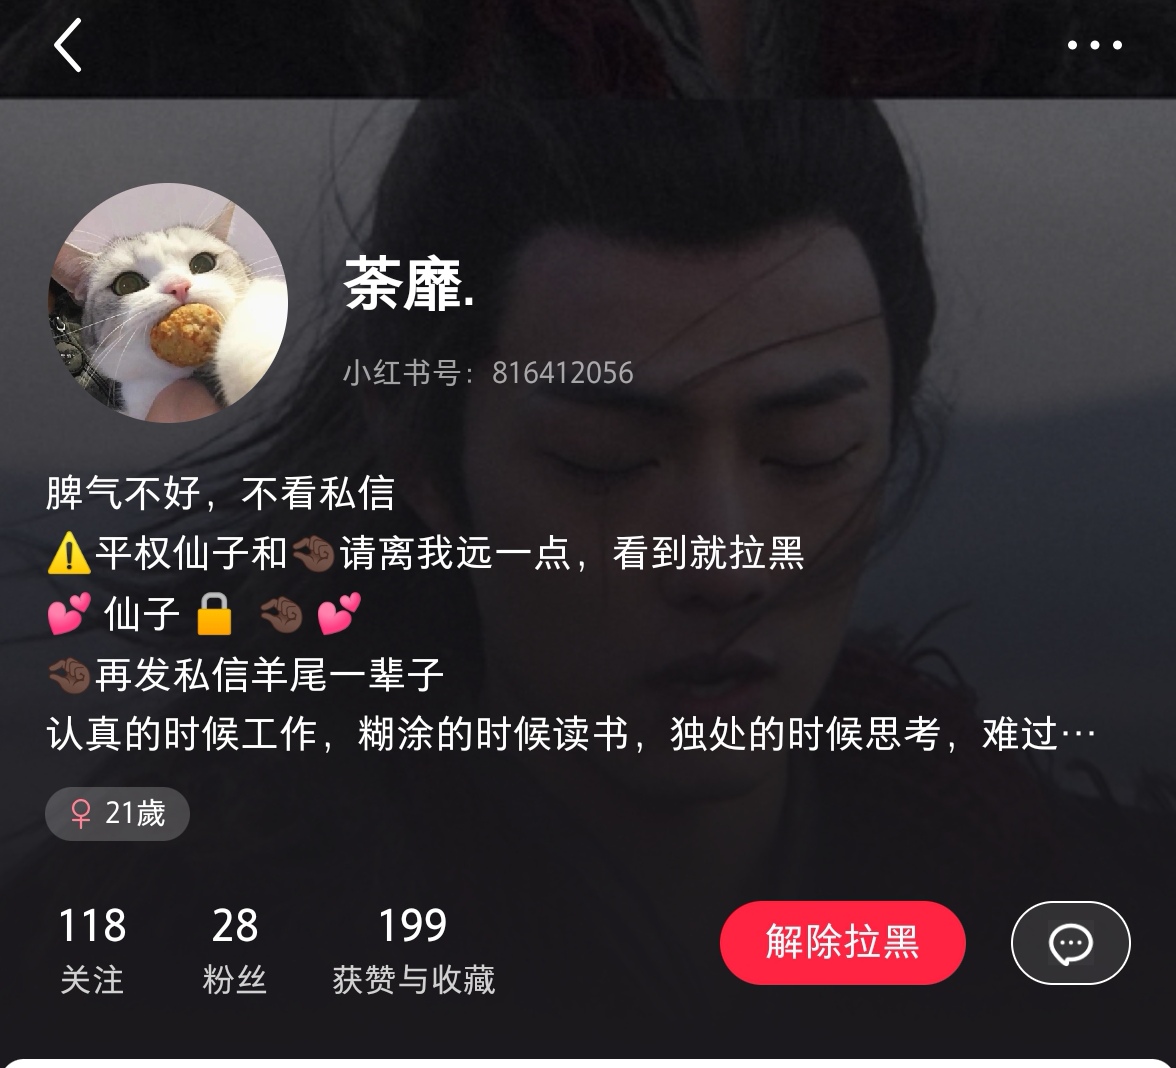 荼靡.
小红书号：816412056
脾气不好，不看私信
⚠️平权仙子和🤏🏿请离我远一点，看到就拉黑
💕 仙子 🔒 🤏🏿 💕
🤏🏿再发私信羊尾一辈子
认真的时候工作，糊涂的时候读书，独处的时候思考，难过…
♀ 21歲
118 28 199
关注 粉丝 获赞与收藏
解除拉黑